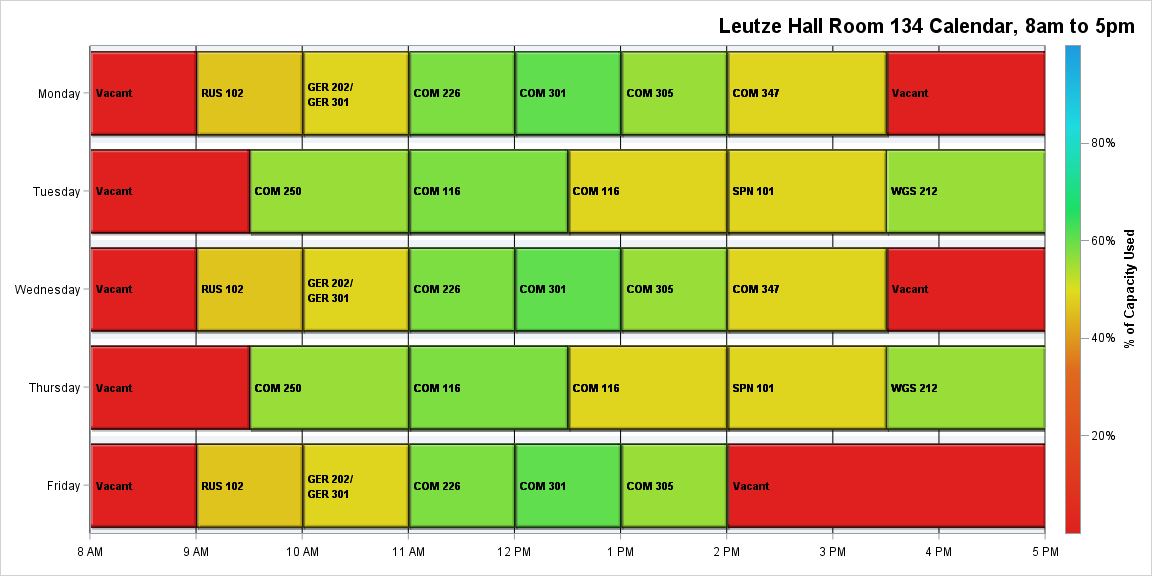 Leutze Hall Room 134 Calendar, 8am to 5pm
Monday
Vacant
RUS 102
GER 202/
GER 301
COM 226
COM 301
COM 305
COM 347
Vacant
Tuesday
Vacant
COM 250
COM 116
COM 116
SPN 101
WGS 212
Wednesday
Vacant
RUS 102
GER 202/
GER 301
COM 226
COM 301
COM 305
COM 347
Vacant
Thursday
Vacant
COM 250
COM 116
COM 116
SPN 101
WGS 212
Friday
Vacant
RUS 102
GER 202/
GER 301
COM 226
COM 301
COM 305
Vacant
8 AM
9 AM
10 AM
11 AM
12 PM
1 PM
2 PM
3 PM
4 PM
5 PM
80%
60%
40%
20%
% of Capacity Used